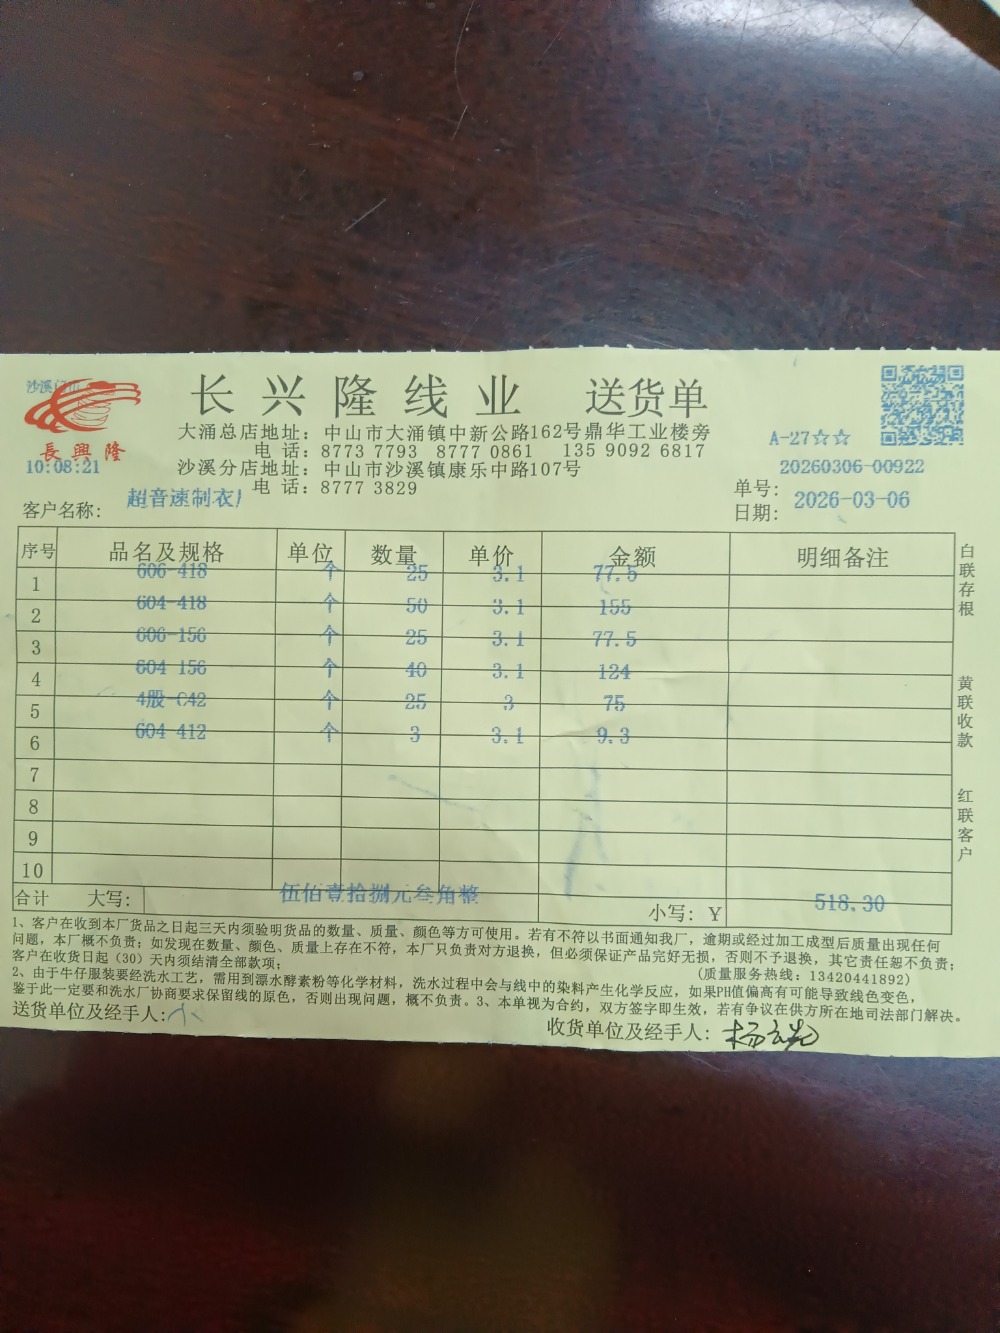 長興隆
10:08:21
长兴隆线业 送货单
大涌总店地址：中山市大涌镇中新公路162号鼎华工业楼旁
电 话：8773 7793 8777 0861 135 9092 6817
沙溪分店地址：中山市沙溪镇康乐中路107号
电 话：8777 3829
A-27☆☆
单号：20260306-00922
日期：2026-03-06
客户名称：超音速制衣厂
序号 品名及规格 单位 数量 单价 金额 明细备注
1 606-418 个 25 3.1 77.5
2 604-418 个 50 3.1 155
3 606-156 个 25 3.1 77.5
4 604-156 个 40 3.1 124
5 4股-C42 个 25 3 75
6 604-412 个 3 3.1 9.3
7
8
9
10
合计 大写：伍佰壹拾捌元叁角整 小写：Y 518.30
白联存根 黄联收款 红联客户
1、客户在收到本厂货品之日起三天内须验明货品的数量、质量、颜色等方可使用。若有不符以书面通知我厂，逾期或经过加工成型后质量出现任何
问题，本厂概不负责；如发现在数量、颜色、质量上存在不符，本厂只负责对方退换，但必须保证产品完好无损，否则不予退换，其它责任恕不负责；
客户在收货日起（30）天内须结清全部款项； （质量服务热线：13420441892）
2、由于牛仔服装要经洗水工艺，需用到漂水酵素粉等化学材料，洗水过程中会与线中的染料产生化学反应，如果PH值偏高有可能导致线色变色，
鉴于此一定要和洗水厂协商要求保留线的原色，否则出现问题，概不负责。3、本单视为合约，双方签字即生效，若有争议在供方所在地司法部门解决。
送货单位及经手人：小
收货单位及经手人：